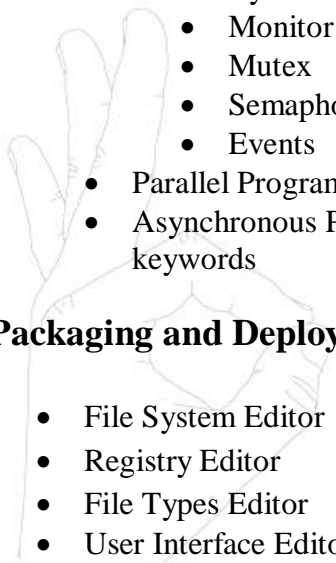 • Monitor
• Mutex
• Semapho
• Events
• Parallel Program
• Asynchronous
keywords
Packaging and Deploy
• File System Editor
• Registry Editor
• File Types Editor
• User Interface Edito